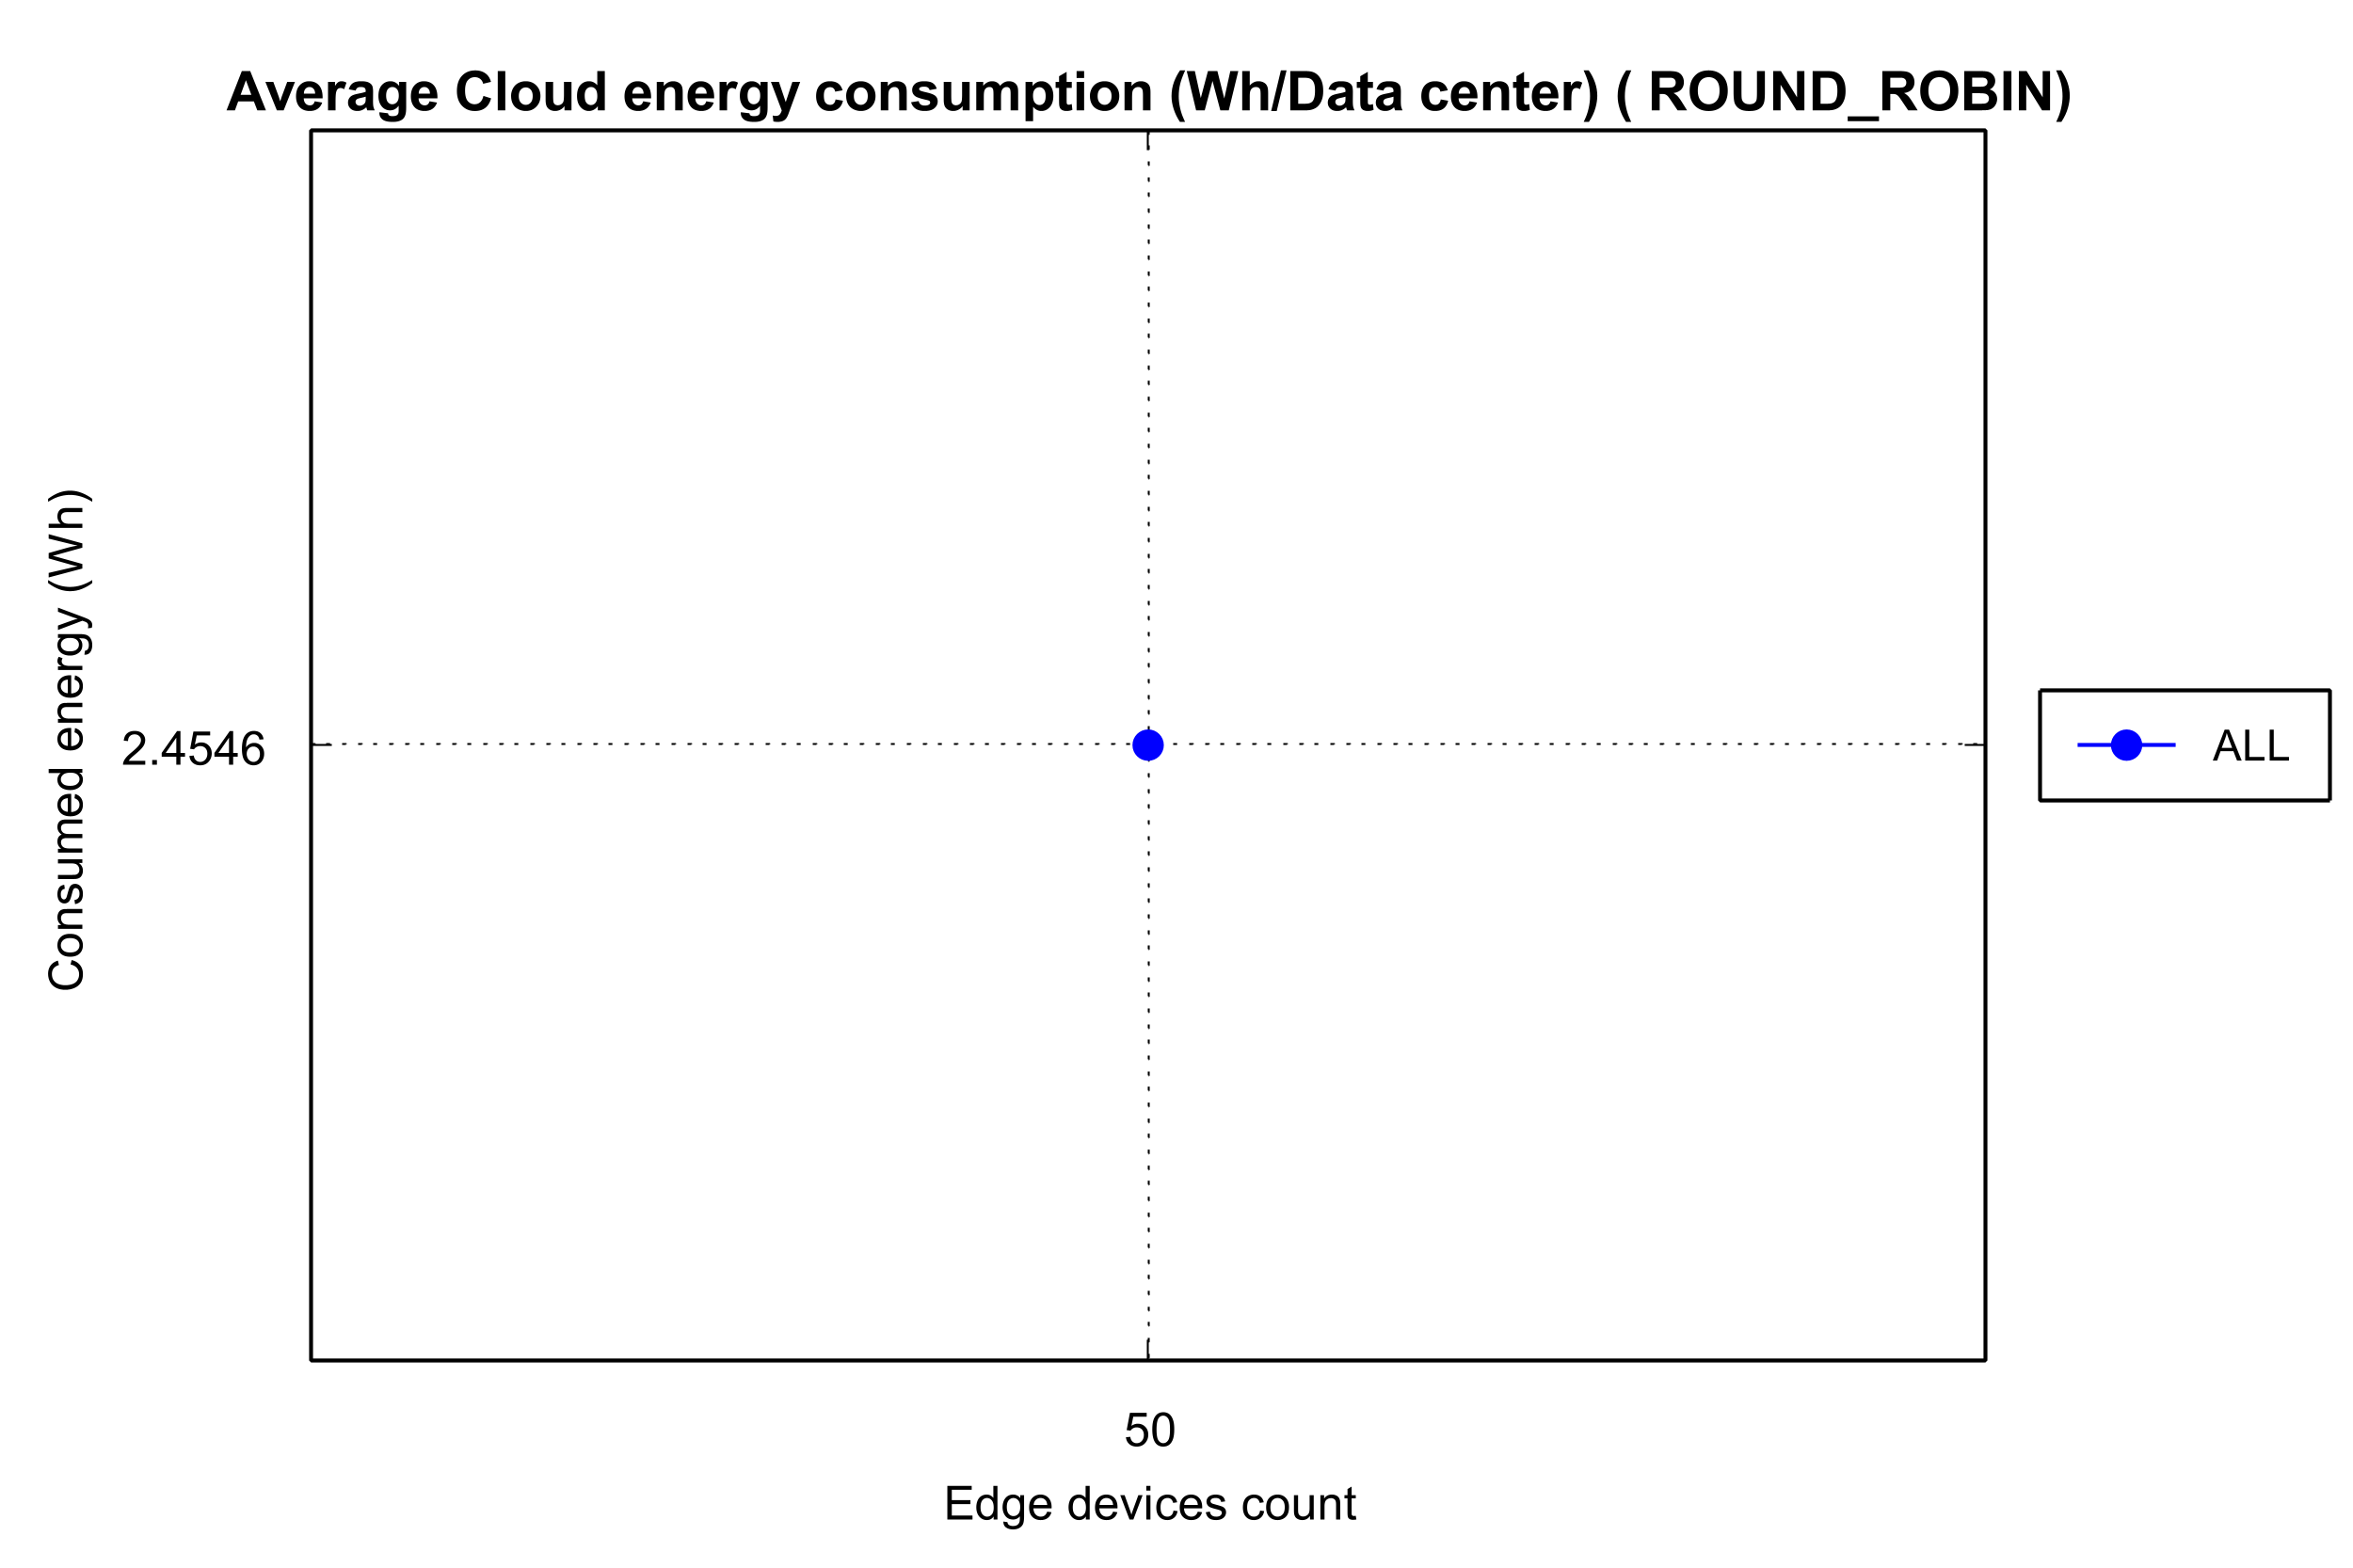 Average Cloud energy consumption (Wh/Data center) ( ROUND_ROBIN)
Consumed energy (Wh)
2.4546
ALL
50
Edge devices count